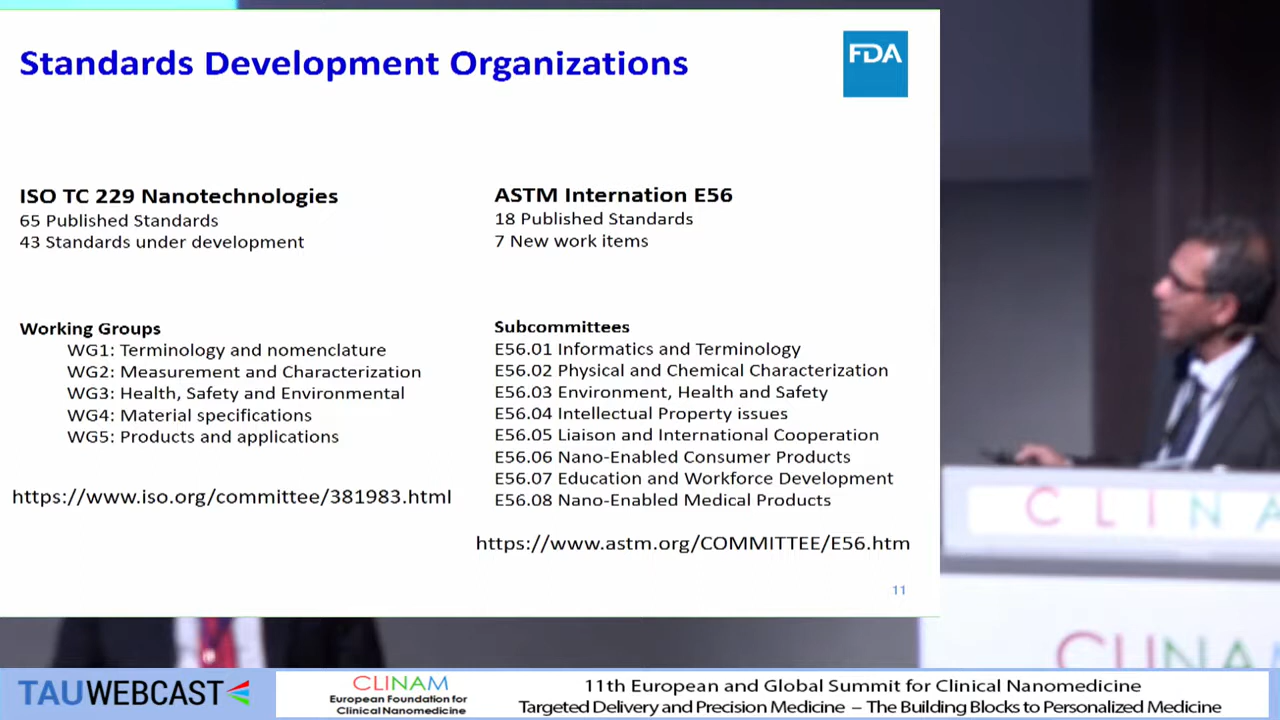 Standards Development Organizations
FDA
ISO TC 229 Nanotechnologies
65 Published Standards
43 Standards under development
ASTM Internation E56
18 Published Standards
7 New work items
Working Groups
WG1: Terminology and nomenclature
WG2: Measurement and Characterization
WG3: Health, Safety and Environmental
WG4: Material specifications
WG5: Products and applications
https://www.iso.org/committee/381983.html
Subcommittees
E56.01 Informatics and Terminology
E56.02 Physical and Chemical Characterization
E56.03 Environment, Health and Safety
E56.04 Intellectual Property issues
E56.05 Liaison and International Cooperation
E56.06 Nano-Enabled Consumer Products
E56.07 Education and Workforce Development
E56.08 Nano-Enabled Medical Products
https://www.astm.org/COMMITTEE/E56.htm
11
CLINA
CLINAM
TAUWEBCAST
CLINAM
European Foundation for
Clinical Nanomedicine
11th European and Global Summit for Clinical Nanomedicine
Targeted Delivery and Precision Medicine – The Building Blocks to Personalized Medicine